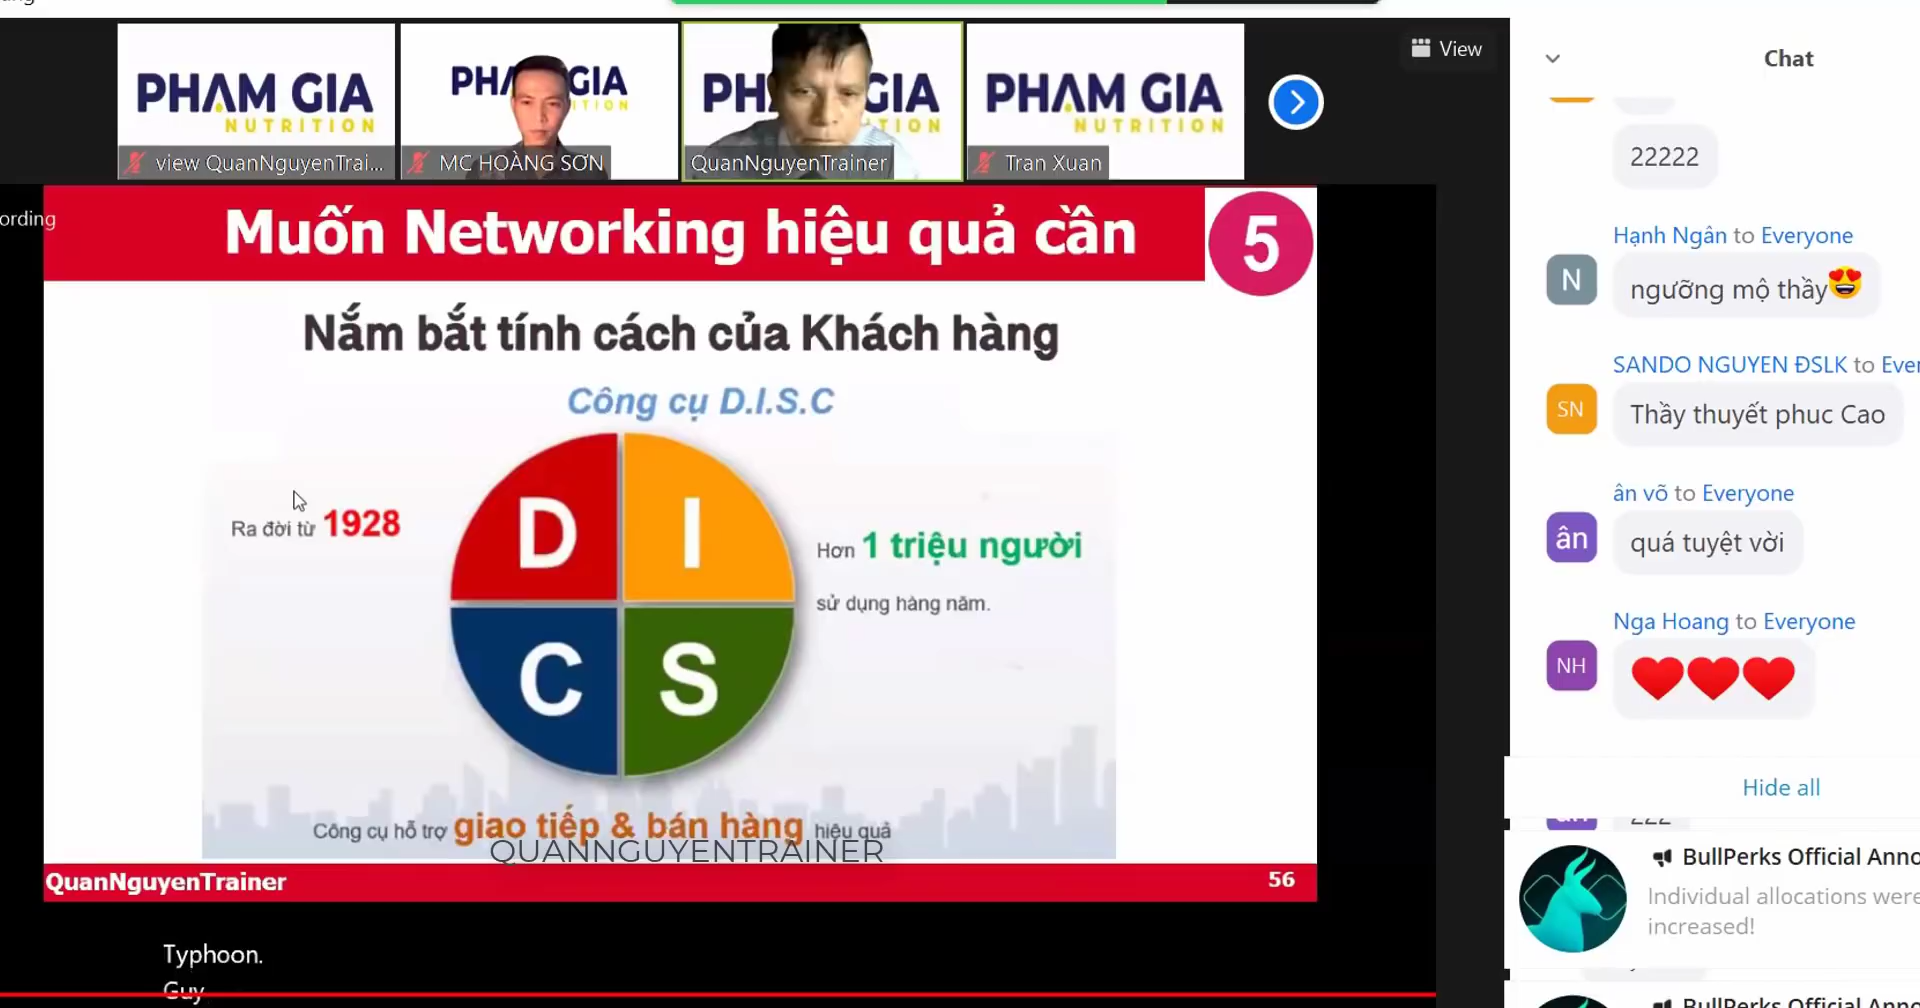 View
PHAM GIA
NUTRITION
view QuanNguyenTrai...
MC HOÀNG SƠN
QuanNguyenTrainer
PHAM GIA
NUTRITION
Tran Xuan
ording
Muốn Networking hiệu quả cần
5
Nắm bắt tính cách của Khách hàng
Công cụ D.I.S.C
D I
C S
Ra đời từ 1928
Hơn 1 triệu người
sử dụng hàng năm.
Công cụ hỗ trợ giao tiếp & bán hàng hiệu quả
QUANNGUYENTRAINER
QuanNguyenTrainer
56
Typhoon.
Guy
Chat
22222
Hạnh Ngân to Everyone
N
ngưỡng mộ thầy
SANDO NGUYEN ĐSLK to Ever
SN
Thầy thuyết phuc Cao
ân võ to Everyone
ân
quá tuyệt vời
Nga Hoang to Everyone
NH
Hide all
BullPerks Official Anno
Individual allocations were
increased!
BullPerks Official Anno